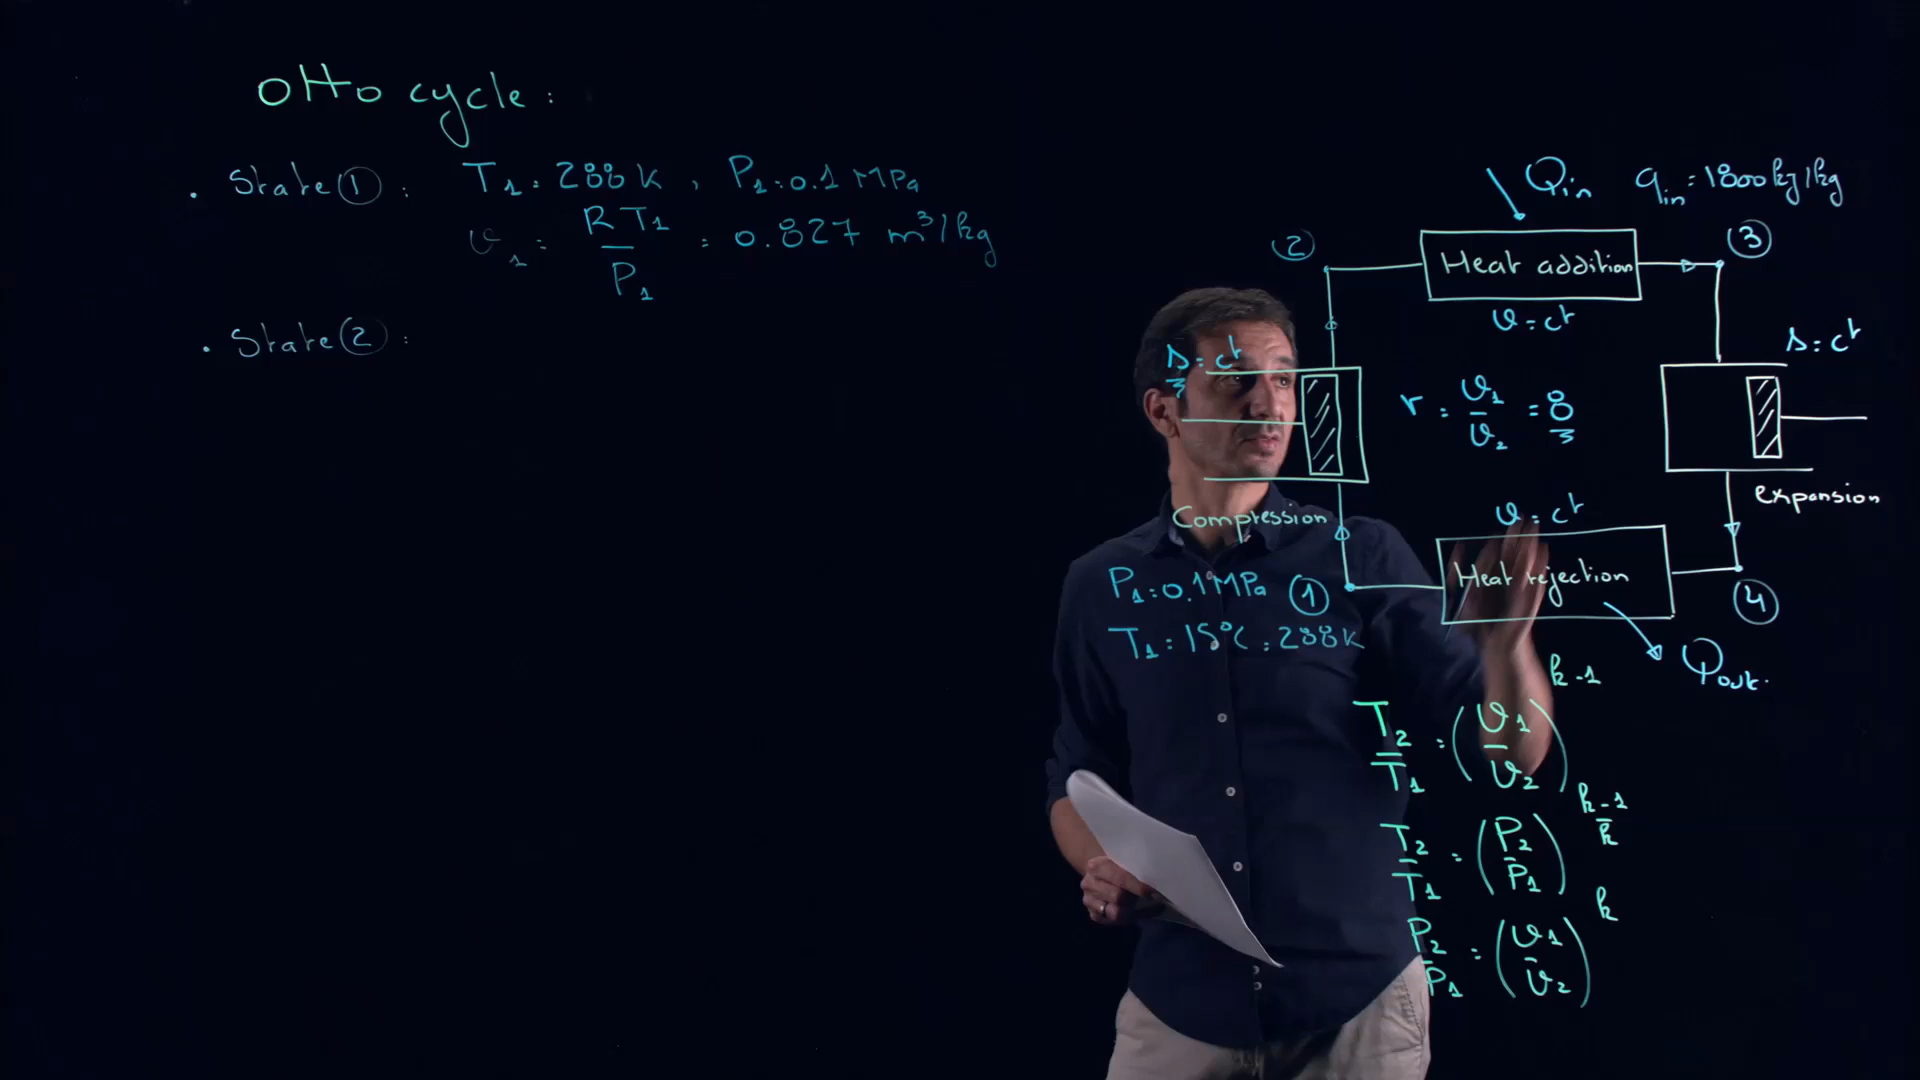 Otto cycle :
. State ① : T₁ = 288 K , P₁ = 0.1 MPa
v₁ = R T₁ / P₁ = 0.827 m³/kg
. State ② :
Qin qin = 1800 kJ/kg
② Heat addition ③
v = cᵗ
s = cᵗ
s = cᵗ
r = v₁ / v₂ = 8
expansion
Compression
v = cᵗ
P₁ = 0.1 MPa ① Heat rejection ④
T₁ = 15°C = 288 K
Qout.
T₂ / T₁ = (v₁ / v₂)^(k-1)
T₂ / T₁ = (P₂ / P₁)^((k-1)/k)
P₂ / P₁ = (v₁ / v₂)^k